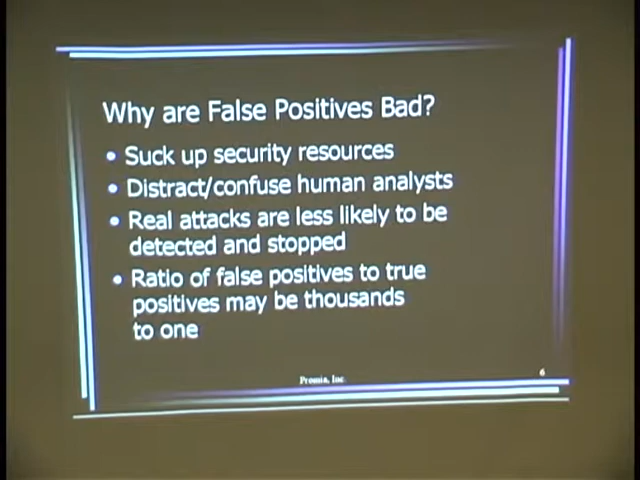 Why are False Positives Bad?
• Suck up security resources
• Distract/confuse human analysts
• Real attacks are less likely to be
detected and stopped
• Ratio of false positives to true
positives may be thousands
to one
Promia, Inc.
6